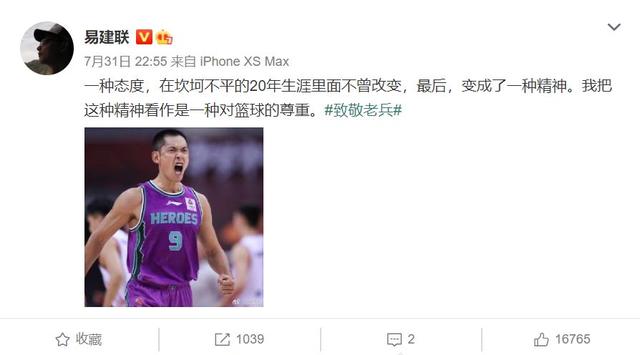 易建联
7月31日 22:55 来自 iPhone XS Max
一种态度，在坎坷不平的20年生涯里面不曾改变，最后，变成了一种精神。我把
这种精神看作是一种对篮球的尊重。#致敬老兵#
HEROES
9
收藏
1039
2
16765